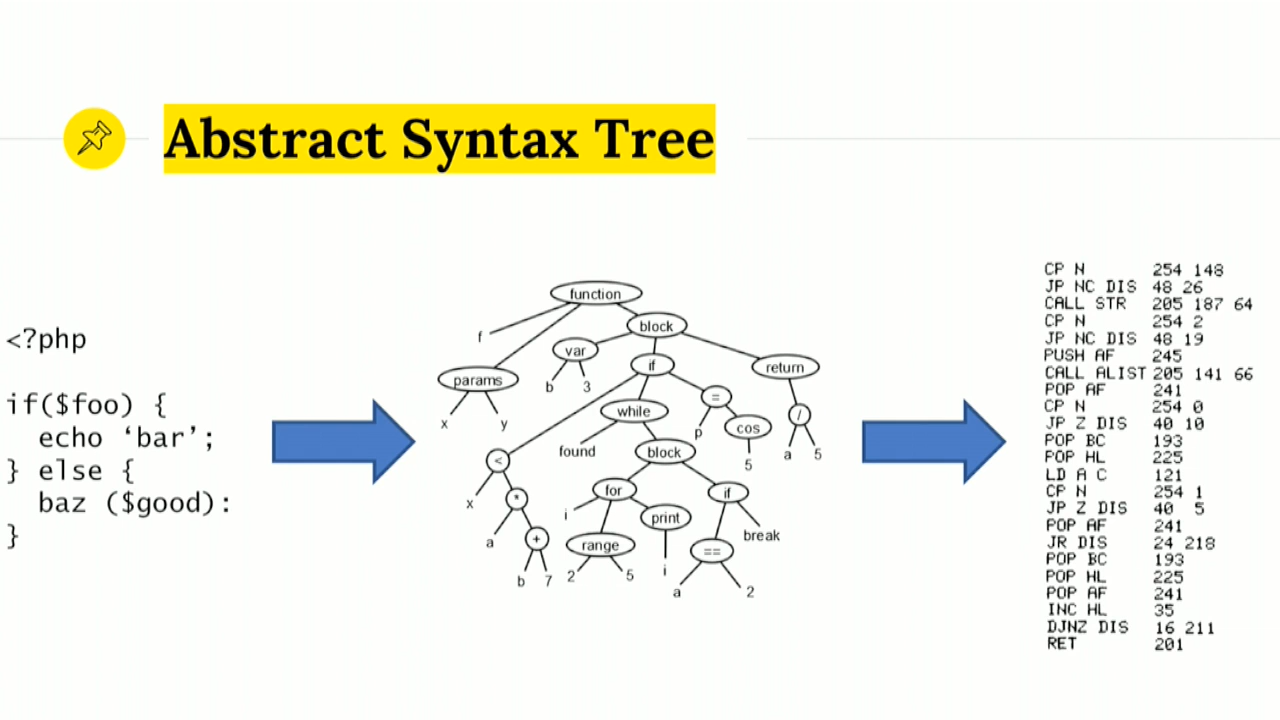 Abstract Syntax Tree
<?php
if($foo) {
echo ‘bar’;
} else {
baz ($good):
}
function
f
block
var
if
return
params
b
3
=
x
y
while
/
found
p
cos
a
5
<
block
5
x
*
for
if
a
i
print
break
+
range
==
b
7
2
5
i
a
2
CP N 254 148
JP NC DIS 48 26
CALL STR 205 187 64
CP N 254 2
JP NC DIS 48 19
PUSH AF 245
CALL ALIST 205 141 66
POP AF 241
CP N 254 0
JP Z DIS 40 10
POP BC 193
POP HL 225
LD A C 121
CP N 254 1
JP Z DIS 40 5
POP AF 241
JR DIS 24 218
POP BC 193
POP HL 225
POP AF 241
INC HL 35
DJNZ DIS 16 211
RET 201